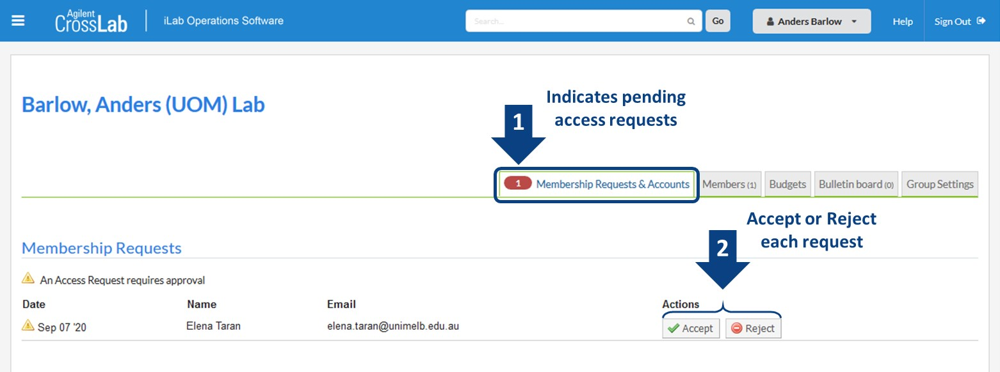 Agilent
CrossLab
iLab Operations Software
Search...
Go
Anders Barlow
Help
Sign Out
Barlow, Anders (UOM) Lab
1
Indicates pending
access requests
1 Membership Requests & Accounts
Members (1)
Budgets
Bulletin board (0)
Group Settings
2
Accept or Reject
each request
Membership Requests
An Access Request requires approval
Date Name Email Actions
Sep 07 '20 Elena Taran elena.taran@unimelb.edu.au Accept Reject